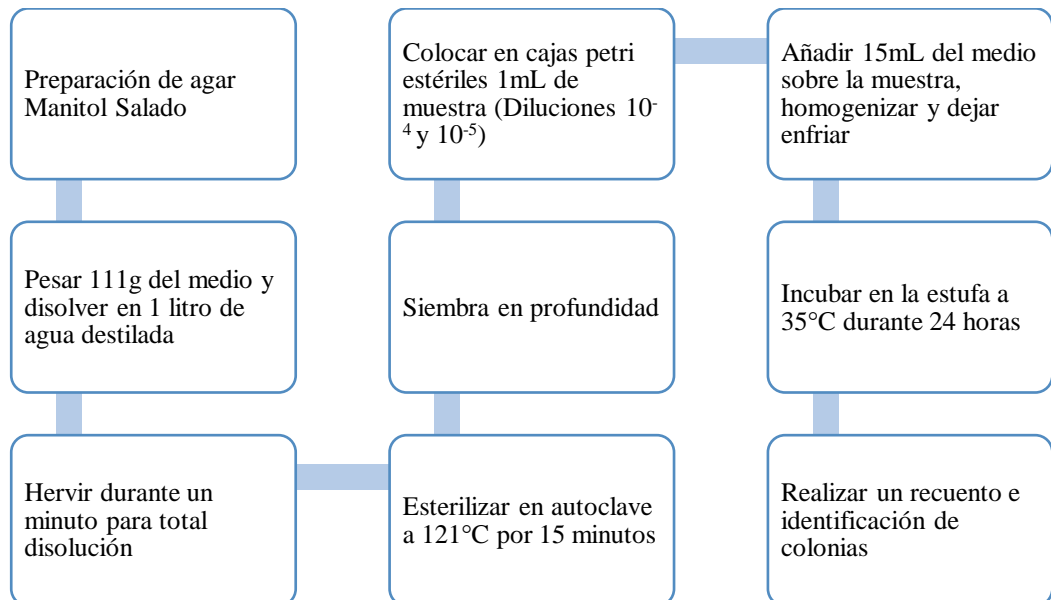 Preparación de agar
Manitol Salado
Pesar 111g del medio y
disolver en 1 litro de
agua destilada
Hervir durante un
minuto para total
disolución
Esterilizar en autoclave
a 121°C por 15 minutos
Siembra en profundidad
Colocar en cajas petri
estériles 1mL de
muestra (Diluciones 10⁻
⁴ y 10⁻⁵)
Añadir 15mL del medio
sobre la muestra,
homogenizar y dejar
enfriar
Incubar en la estufa a
35°C durante 24 horas
Realizar un recuento e
identificación de
colonias